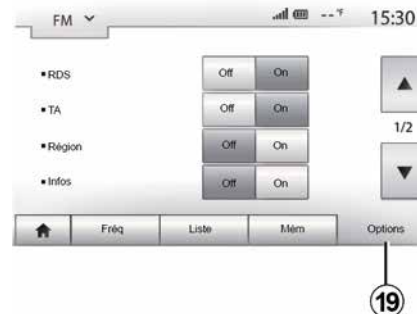 FM --°F 15:30
RDS Off On
TA Off On
1/2
Région Off On
Infos Off On
Fréq Liste Mém Options
19